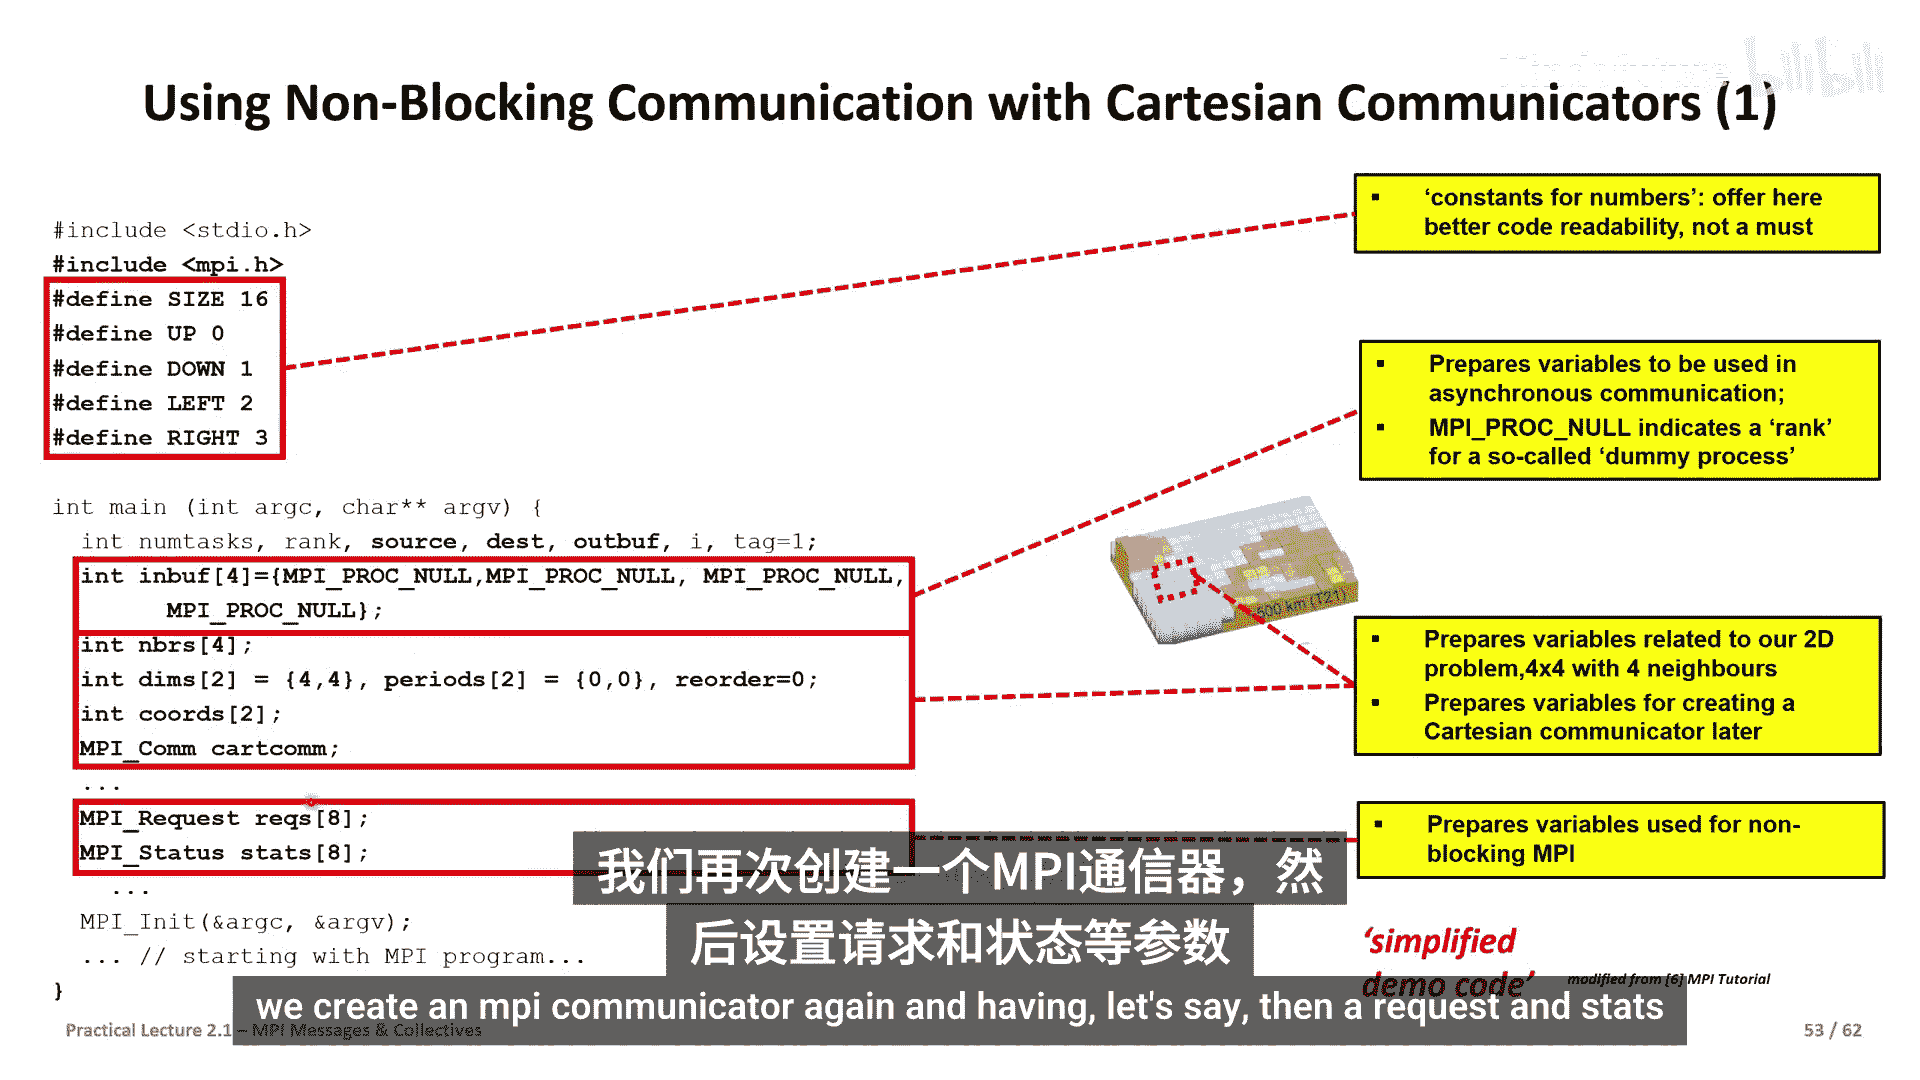 Using Non-Blocking Communication with Cartesian Communicators (1)
bilibili
#include <stdio.h>
#include <mpi.h>
#define SIZE 16
#define UP 0
#define DOWN 1
#define LEFT 2
#define RIGHT 3
int main (int argc, char** argv) {
int numtasks, rank, source, dest, outbuf, i, tag=1;
int inbuf[4]={MPI_PROC_NULL,MPI_PROC_NULL, MPI_PROC_NULL,
MPI_PROC_NULL};
int nbrs[4];
int dims[2] = {4,4}, periods[2] = {0,0}, reorder=0;
int coords[2];
MPI_Comm cartcomm;
...
MPI_Request reqs[8];
MPI_Status stats[8];
...
MPI_Init(&argc, &argv);
... // starting with MPI program...
}
▪ ‘constants for numbers’: offer here
better code readability, not a must
▪ Prepares variables to be used in
asynchronous communication;
▪ MPI_PROC_NULL indicates a ‘rank’
for a so-called ‘dummy process’
500 km (T21)
▪ Prepares variables related to our 2D
problem,4x4 with 4 neighbours
▪ Prepares variables for creating a
Cartesian communicator later
▪ Prepares variables used for non-
blocking MPI
‘simplified
demo code’
modified from [6] MPI Tutorial
我们再次创建一个MPI通信器，然
后设置请求和状态等参数
we create an mpi communicator again and having, let's say, then a request and stats
Practical Lecture 2.1 – MPI Messages & Collectives
53 / 62